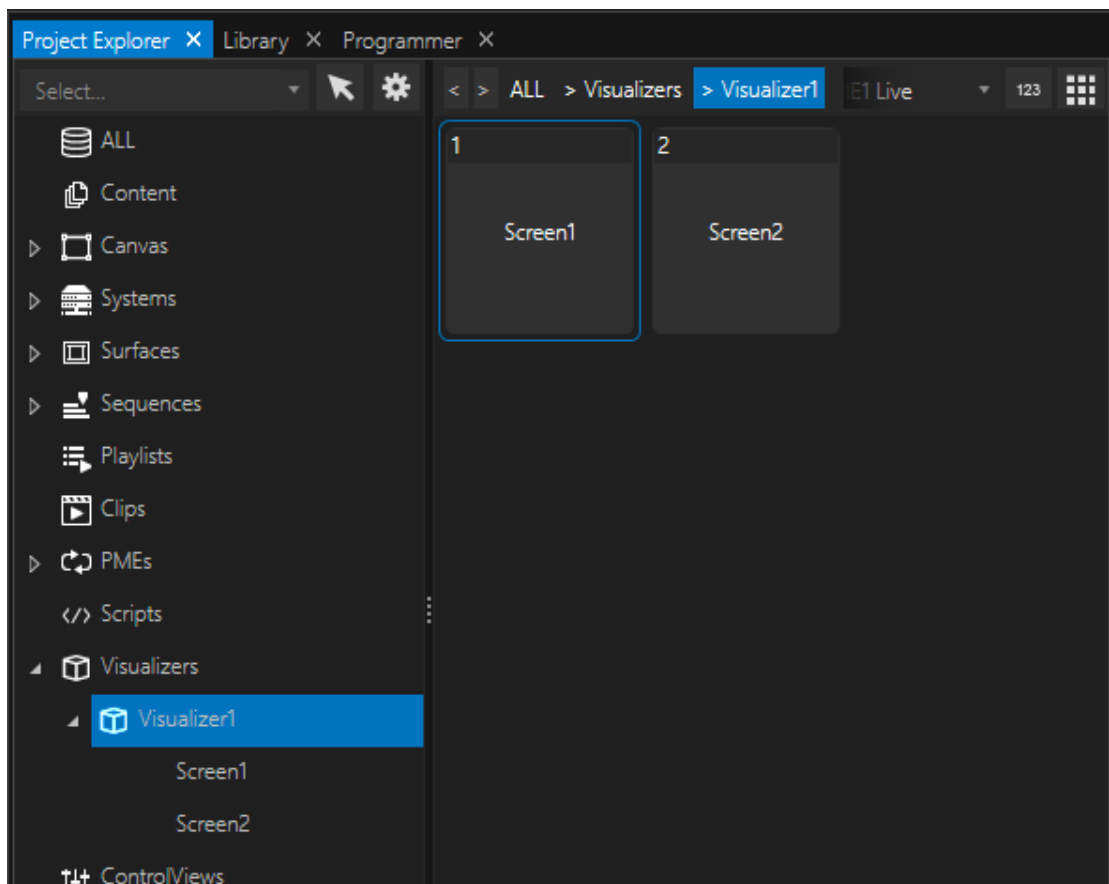 Project Explorer Library Programmer
Select... < > ALL > Visualizers > Visualizer1 E1 Live 123
ALL
Content
Canvas
Systems
Surfaces
Sequences
Playlists
Clips
PMEs
Scripts
Visualizers
Visualizer1
Screen1
Screen2
ControlViews
1 2
Screen1 Screen2